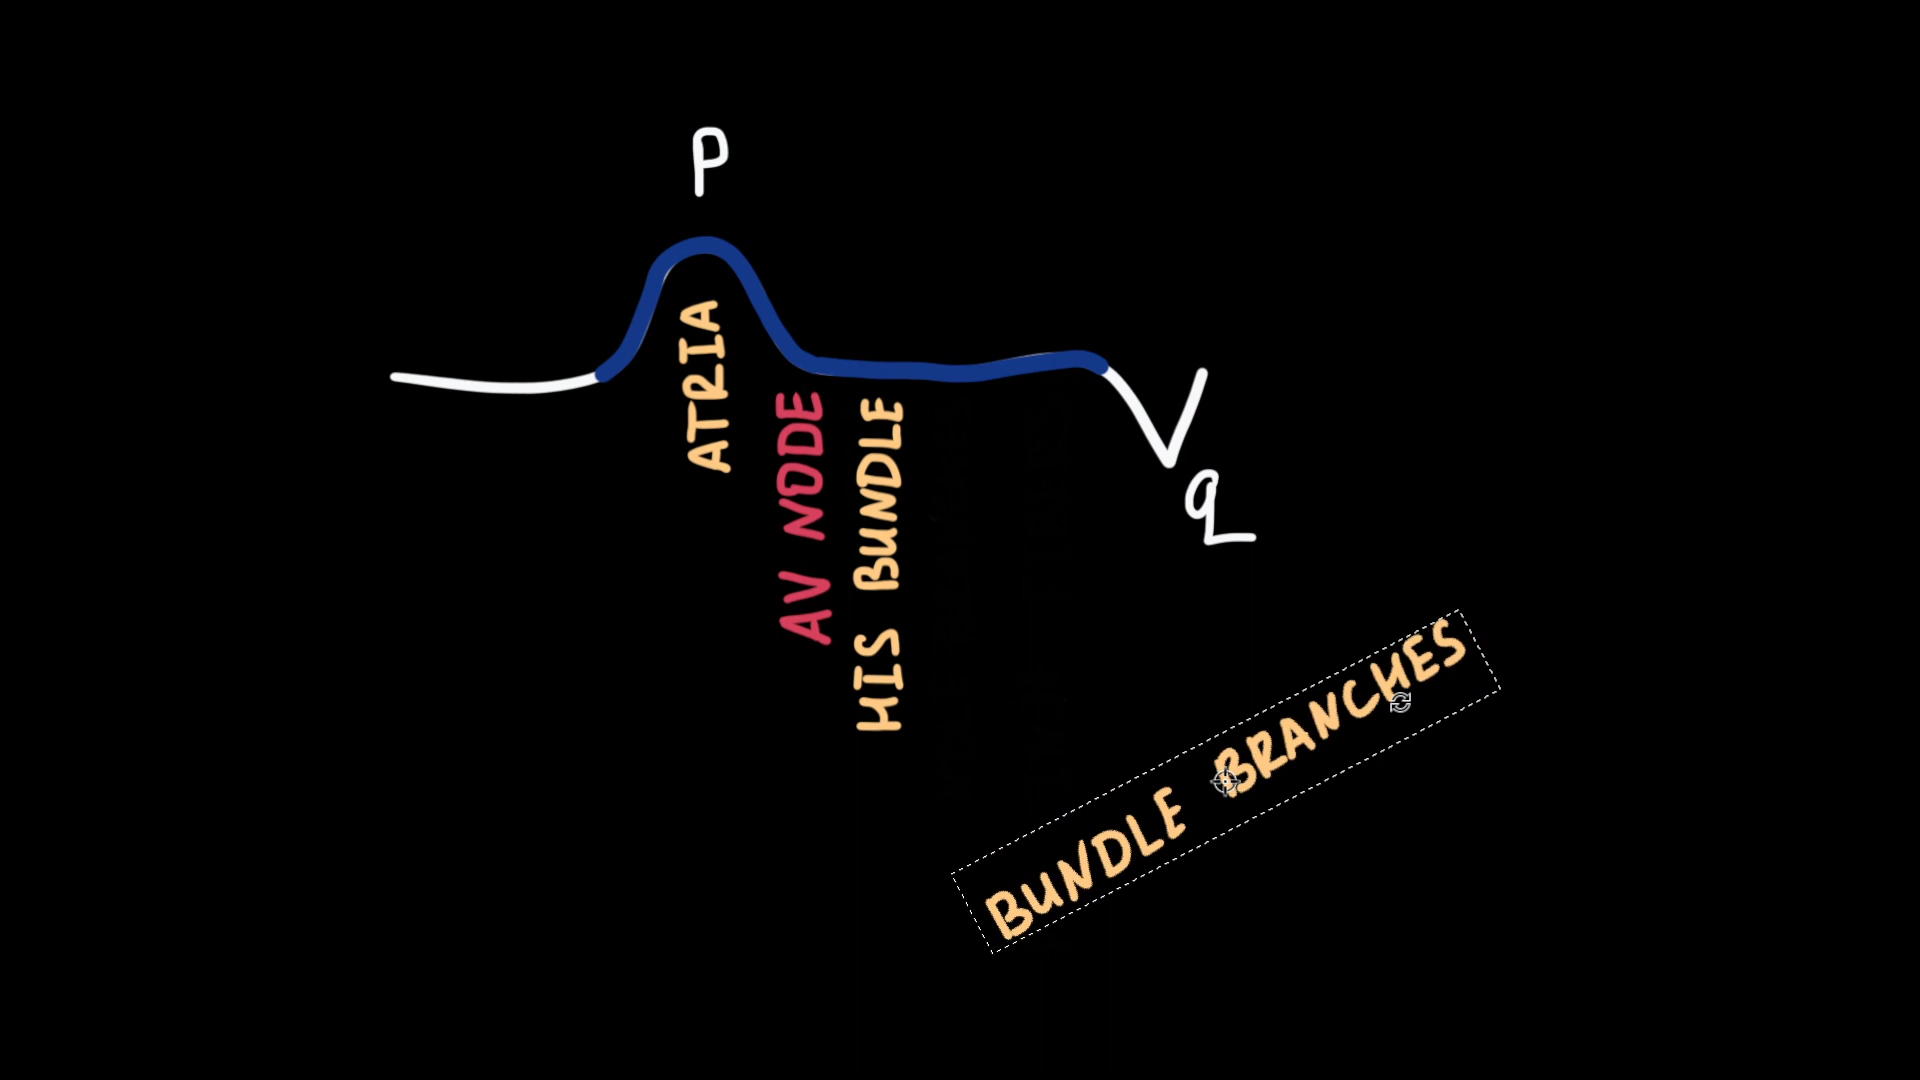 P
ATRIA
AV NODE
HIS BUNDLE
q
BUNDLE BRANCHES